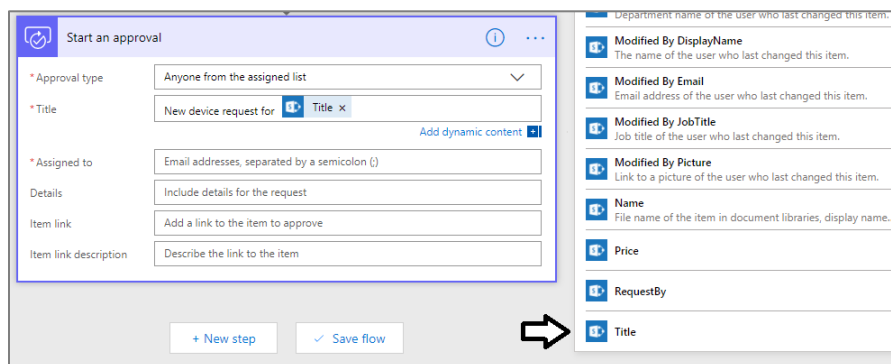 Start an approval
* Approval type
Anyone from the assigned list
* Title
New device request for Title ×
Add dynamic content
* Assigned to
Email addresses, separated by a semicolon (;)
Details
Include details for the request
Item link
Add a link to the item to approve
Item link description
Describe the link to the item
+ New step
Save flow
Department name of the user who last changed this item.
Modified By DisplayName
The name of the user who last changed this item.
Modified By Email
Email address of the user who last changed this item.
Modified By JobTitle
Job title of the user who last changed this item.
Modified By Picture
Link to a picture of the user who last changed this item.
Name
File name of the item in document libraries, display name.
Price
RequestBy
Title